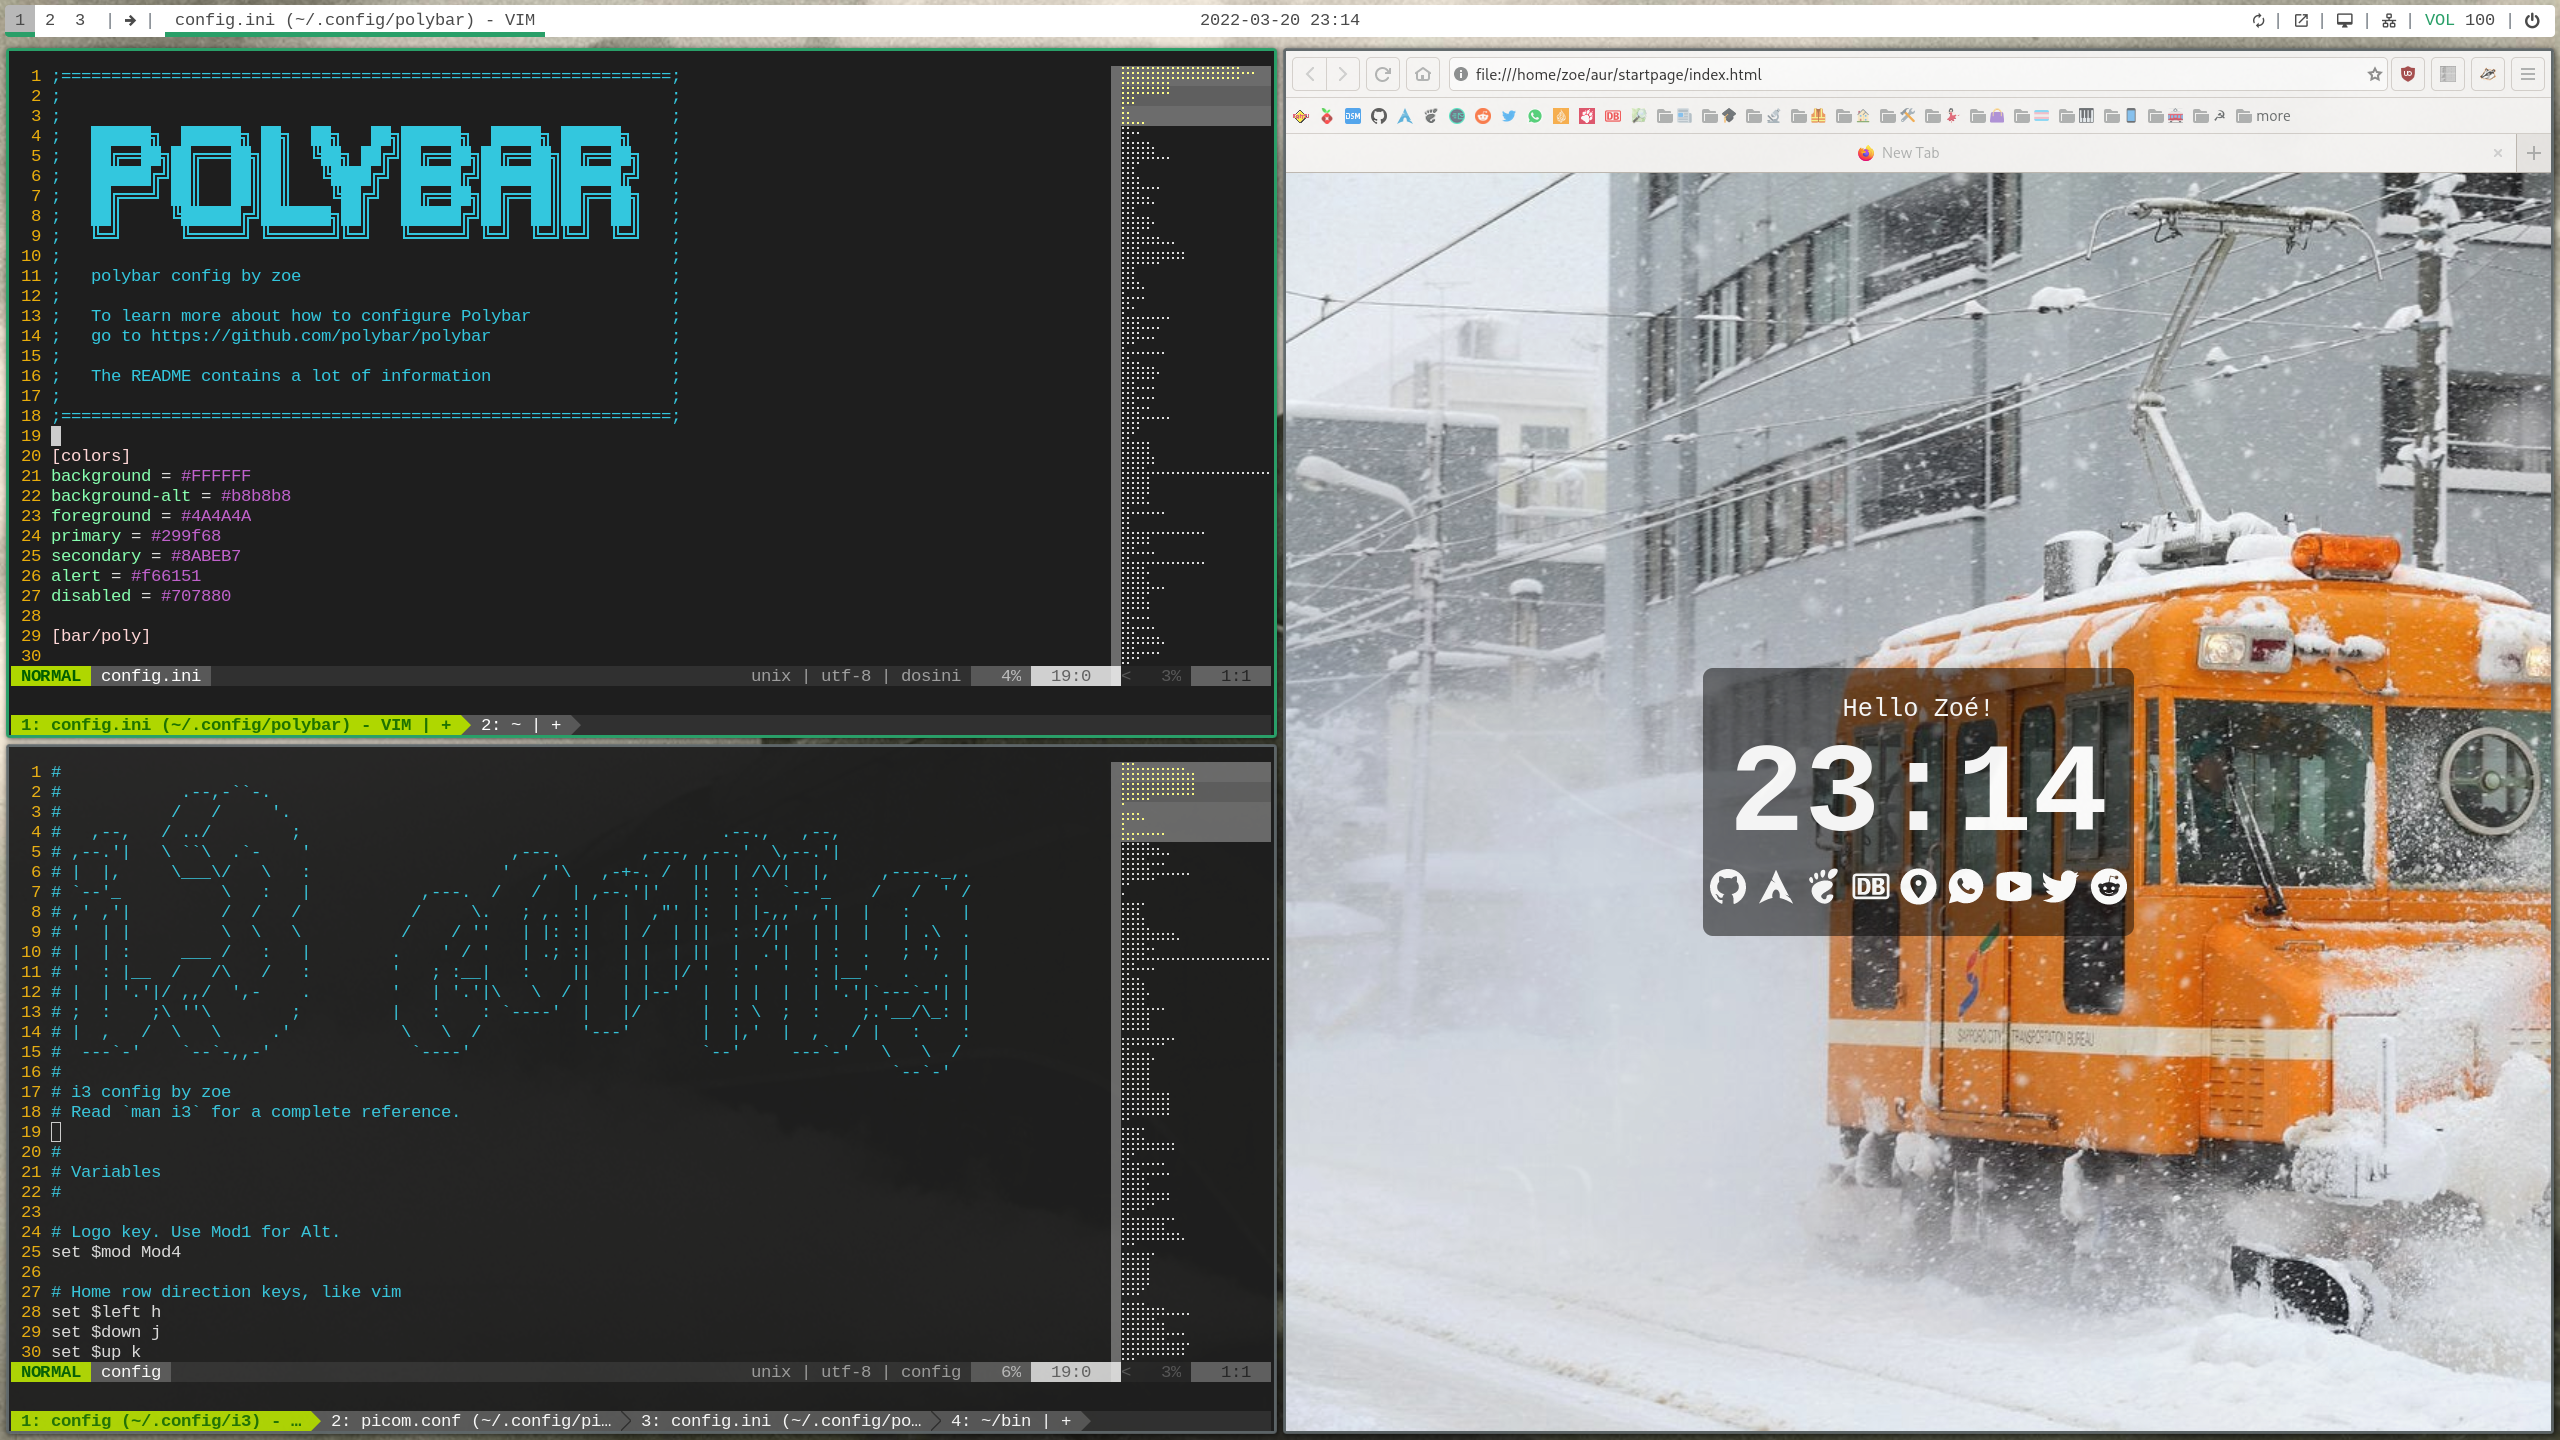 1 2 3 | → | config.ini (~/.config/polybar) - VIM
2022-03-20 23:14
VOL 100
1 ;=============================================================;
2 ; ;
3 ; ;
4 ; ;
5 ; POLYBAR ;
6 ; ;
7 ; ;
8 ; ;
9 ; ;
10 ; ;
11 ; polybar config by zoe ;
12 ; ;
13 ; To learn more about how to configure Polybar ;
14 ; go to https://github.com/polybar/polybar ;
15 ; ;
16 ; The README contains a lot of information ;
17 ; ;
18 ;=============================================================;
19
20 [colors]
21 background = #FFFFFF
22 background-alt = #b8b8b8
23 foreground = #4A4A4A
24 primary = #299f68
25 secondary = #8ABEB7
26 alert = #f66151
27 disabled = #707880
28
29 [bar/poly]
30
NORMAL config.ini unix | utf-8 | dosini 4% 19:0 < 3% 1:1
1: config.ini (~/.config/polybar) - VIM | + 2: ~ | +
1 #
2 #
3 #
4 #
5 #
6 #
7 #
8 # i3 config
9 #
10 #
11 #
12 #
13 #
14 #
15 #
16 #
17 # i3 config by zoe
18 # Read `man i3` for a complete reference.
19
20 #
21 # Variables
22 #
23
24 # Logo key. Use Mod1 for Alt.
25 set $mod Mod4
26
27 # Home row direction keys, like vim
28 set $left h
29 set $down j
30 set $up k
NORMAL config unix | utf-8 | config 6% 19:0 < 3% 1:1
1: config (~/.config/i3) - … 2: picom.conf (~/.config/pi… 3: config.ini (~/.config/po… 4: ~/bin | +
file:///home/zoe/aur/startpage/index.html
DSM
DB
more
New Tab
Hello Zoé!
23:14
DB
SAPPORO CITY TRANSPORTATION BUREAU